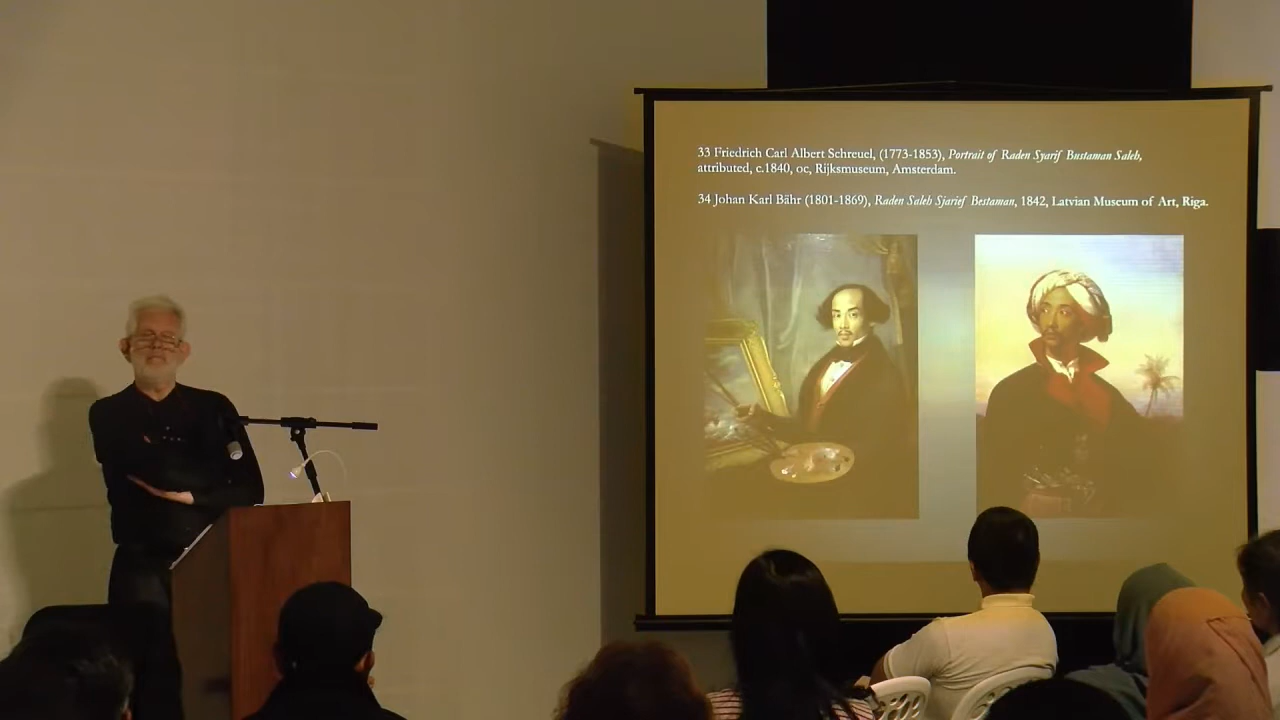 33 Friedrich Carl Albert Schreuel, (1773-1853), Portrait of Raden Syarif Bustaman Saleh,
attributed, c.1840, oc, Rijksmuseum, Amsterdam.
34 Johan Karl Bähr (1801-1869), Raden Saleh Sjarief Bestaman, 1842, Latvian Museum of Art, Riga.